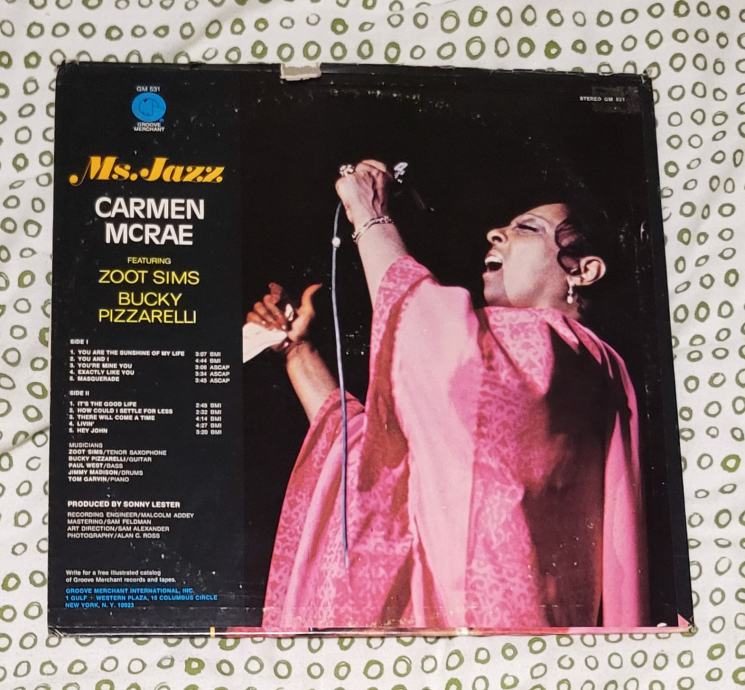 GM 531
GROOVE
MERCHANT
STEREO GM 531
Ms. Jazz
CARMEN
MCRAE
FEATURING
ZOOT SIMS
BUCKY
PIZZARELLI
SIDE I
1. YOU ARE THE SUNSHINE OF MY LIFE 3:07 BMI
2. YOU AND I 4:44 BMI
3. YOU'RE MINE YOU 3:08 ASCAP
4. EXACTLY LIKE YOU 3:34 ASCAP
5. MASQUERADE 3:45 ASCAP
SIDE II
1. IT'S THE GOOD LIFE 2:48 BMI
2. HOW COULD I SETTLE FOR LESS 2:32 BMI
3. THERE WILL COME A TIME 4:14 BMI
4. LIVIN' 4:27 BMI
5. HEY JOHN 3:20 BMI
MUSICIANS
ZOOT SIMS/TENOR SAXOPHONE
BUCKY PIZZARELLI/GUITAR
PAUL WEST/BASS
JIMMY MADISON/DRUMS
TOM GARVIN/PIANO
PRODUCED BY SONNY LESTER
RECORDING ENGINEER/MALCOLM ADDEY
MASTERING/SAM FELDMAN
ART DIRECTION/SAM ALEXANDER
PHOTOGRAPHY/ALAN C. ROSS
Write for a free illustrated catalog
of Groove Merchant records and tapes.
GROOVE MERCHANT INTERNATIONAL, INC.
1 GULF + WESTERN PLAZA, 15 COLUMBUS CIRCLE
NEW YORK, N. Y. 10023